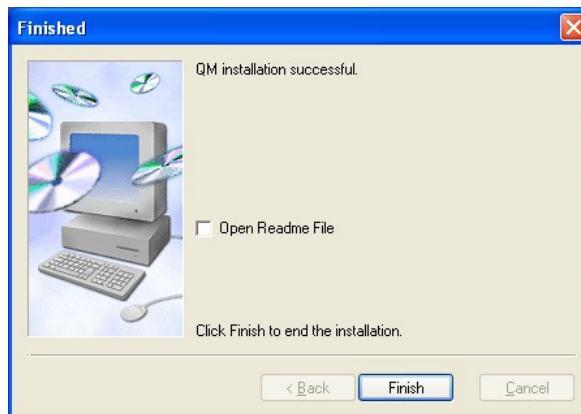 Finished
QM installation successful.
Open Readme File
Click Finish to end the installation.
< Back
Finish
Cancel